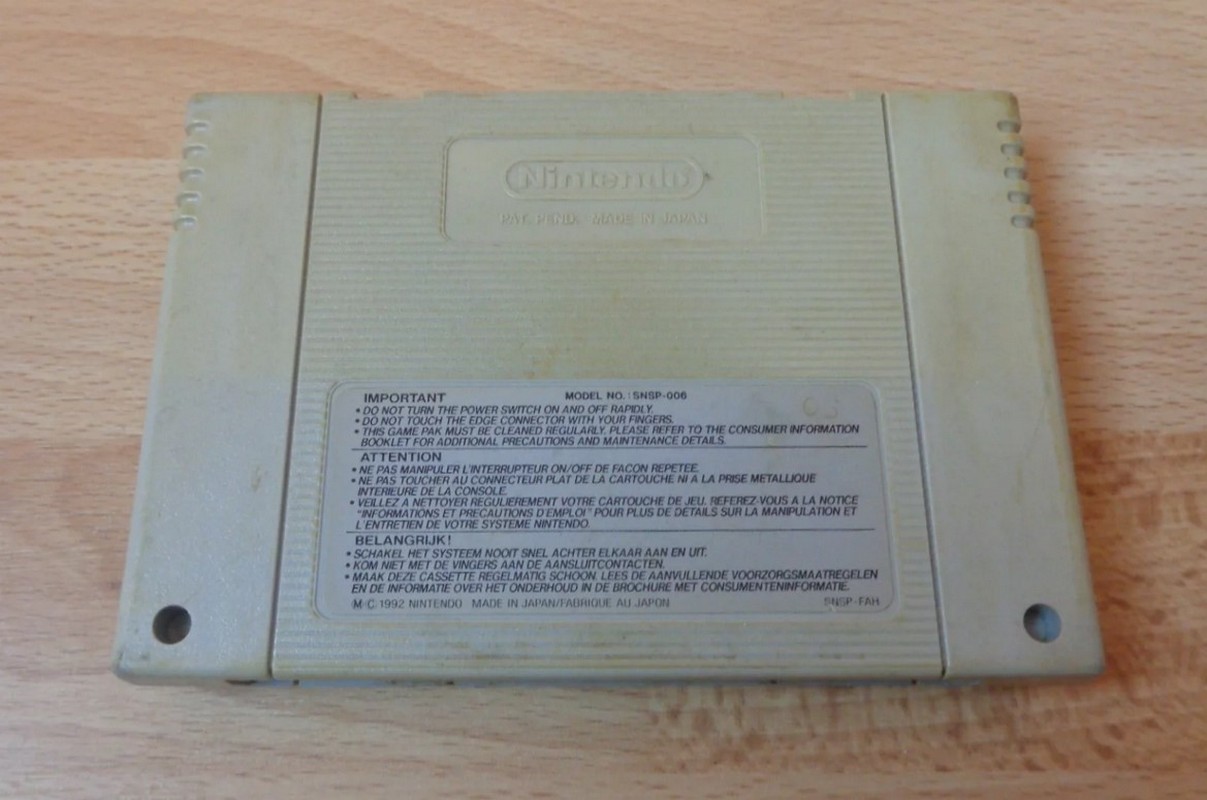 Nintendo
PAT. PEND. MADE IN JAPAN
IMPORTANT
MODEL NO.: SNSP-006
• DO NOT TURN THE POWER SWITCH ON AND OFF RAPIDLY.
• DO NOT TOUCH THE EDGE CONNECTOR WITH YOUR FINGERS.
• THIS GAME PAK MUST BE CLEANED REGULARLY. PLEASE REFER TO THE CONSUMER INFORMATION
BOOKLET FOR ADDITIONAL PRECAUTIONS AND MAINTENANCE DETAILS.
ATTENTION
• NE PAS MANIPULER L'INTERRUPTEUR ON/OFF DE FACON REPETEE.
• NE PAS TOUCHER AU CONNECTEUR PLAT DE LA CARTOUCHE NI A LA PRISE METALLIQUE
INTERIEURE DE LA CONSOLE.
• VEILLEZ A NETTOYER REGULIEREMENT VOTRE CARTOUCHE DE JEU. REFEREZ-VOUS A LA NOTICE
"INFORMATIONS ET PRECAUTIONS D'EMPLOI" POUR PLUS DE DETAILS SUR LA MANIPULATION ET
L'ENTRETIEN DE VOTRE SYSTEME NINTENDO.
BELANGRIJK!
• SCHAKEL HET SYSTEEM NOOIT SNEL ACHTER ELKAAR AAN EN UIT.
• KOM NIET MET DE VINGERS AAN DE AANSLUITCONTACTEN.
• MAAK DEZE CASSETTE REGELMATIG SCHOON. LEES DE AANVULLENDE VOORZORGSMAATREGELEN
EN DE INFORMATIE OVER HET ONDERHOUD IN DE BROCHURE MET CONSUMENTENINFORMATIE.
M·C 1992 NINTENDO MADE IN JAPAN/FABRIQUE AU JAPON
SNSP-FAH